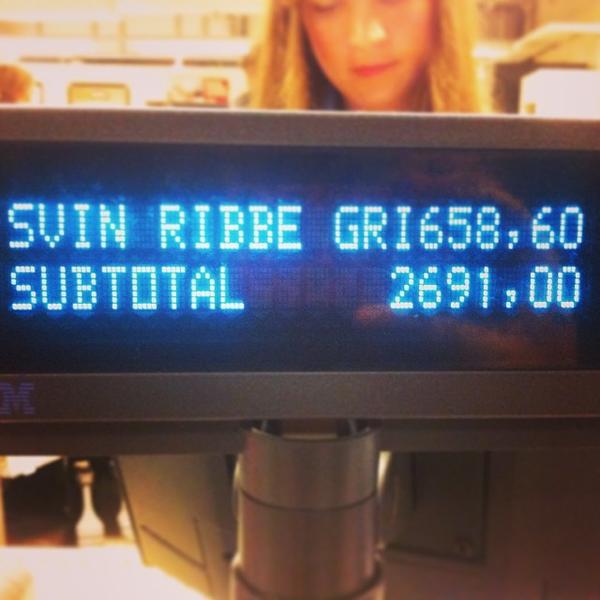 SVIN RIBBE GRI658,60
SUBTOTAL 2691,00
M